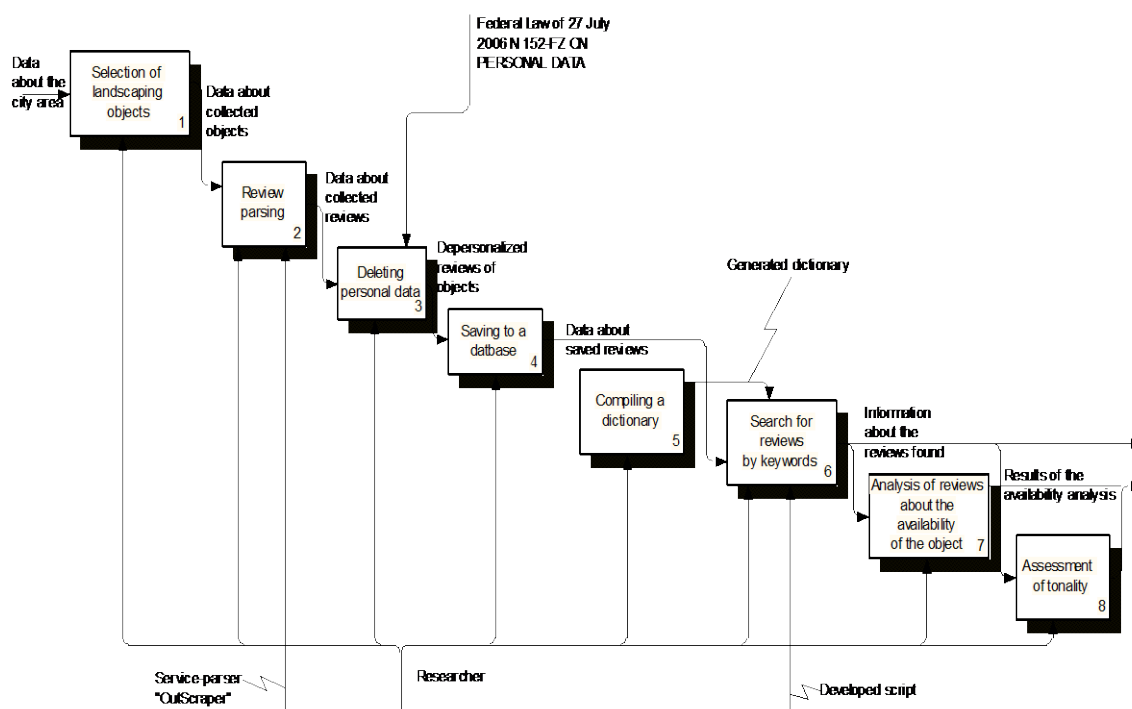 Federal Law of 27 July
2006 N 152-FZ ON
PERSONAL DATA
Data
about the
city area
Selection of
landscaping
objects
1
Data about
collected
objects
Review
parsing
2
Data about
collected
reviews
Deleting
personal data
3
Depersonalized
reviews of
objects
Saving to a
datbase
4
Data about
saved reviews
Generated dictionary
Compiling a
dictionary
5
Search for
reviews
by keywords
6
Information
about the
reviews found
Analysis of reviews
about the
availability
of the object
7
Results of the
availability analysis
Assessment
of tonality
8
Service-parser
"OutScraper"
Researcher
Developed script